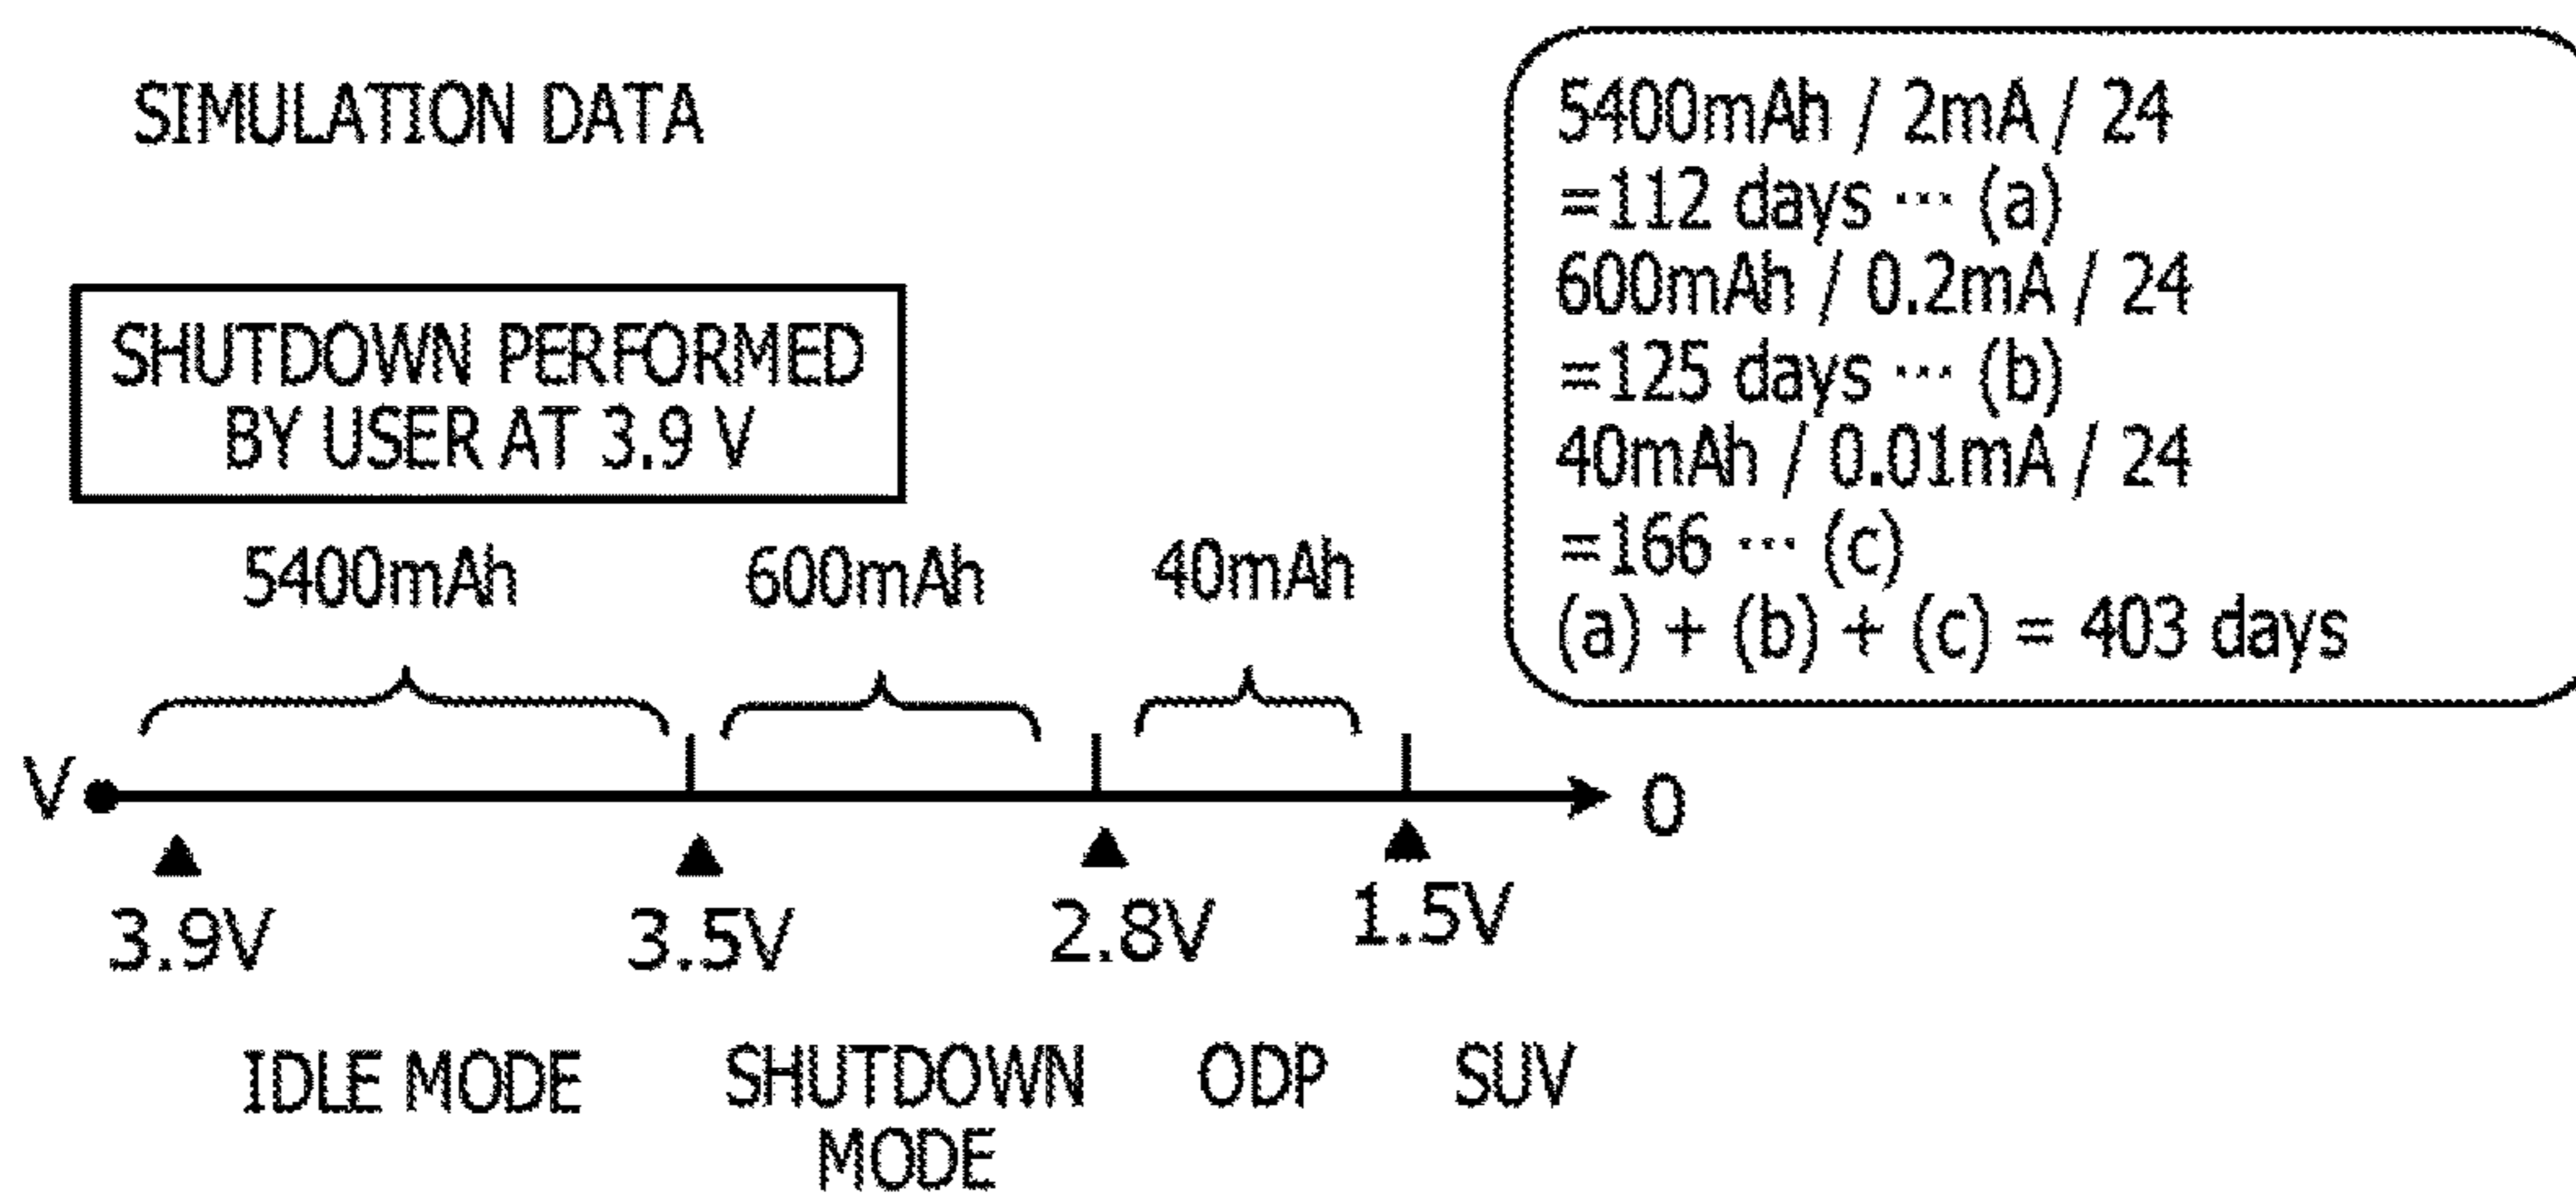 SIMULATION DATA
SHUTDOWN PERFORMED
BY USER AT 3.9 V
5400mAh / 2mA / 24
=112 days ··· (a)
600mAh / 0.2mA / 24
=125 days ··· (b)
40mAh / 0.01mA / 24
=166 ··· (c)
(a) + (b) + (c) = 403 days
5400mAh 600mAh 40mAh
V 0
3.9V 3.5V 2.8V 1.5V
IDLE MODE SHUTDOWN ODP SUV
MODE